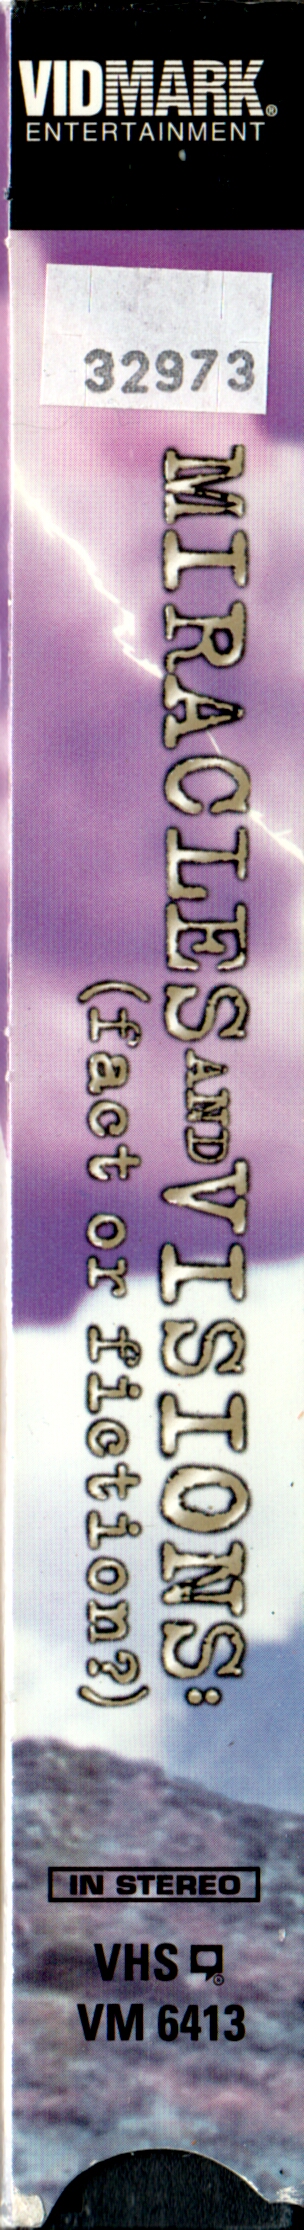 VIDMARK®
ENTERTAINMENT
32973
MIRACLES AND VISIONS:
(fact or fiction?)
IN STEREO
VHS ®
VM 6413